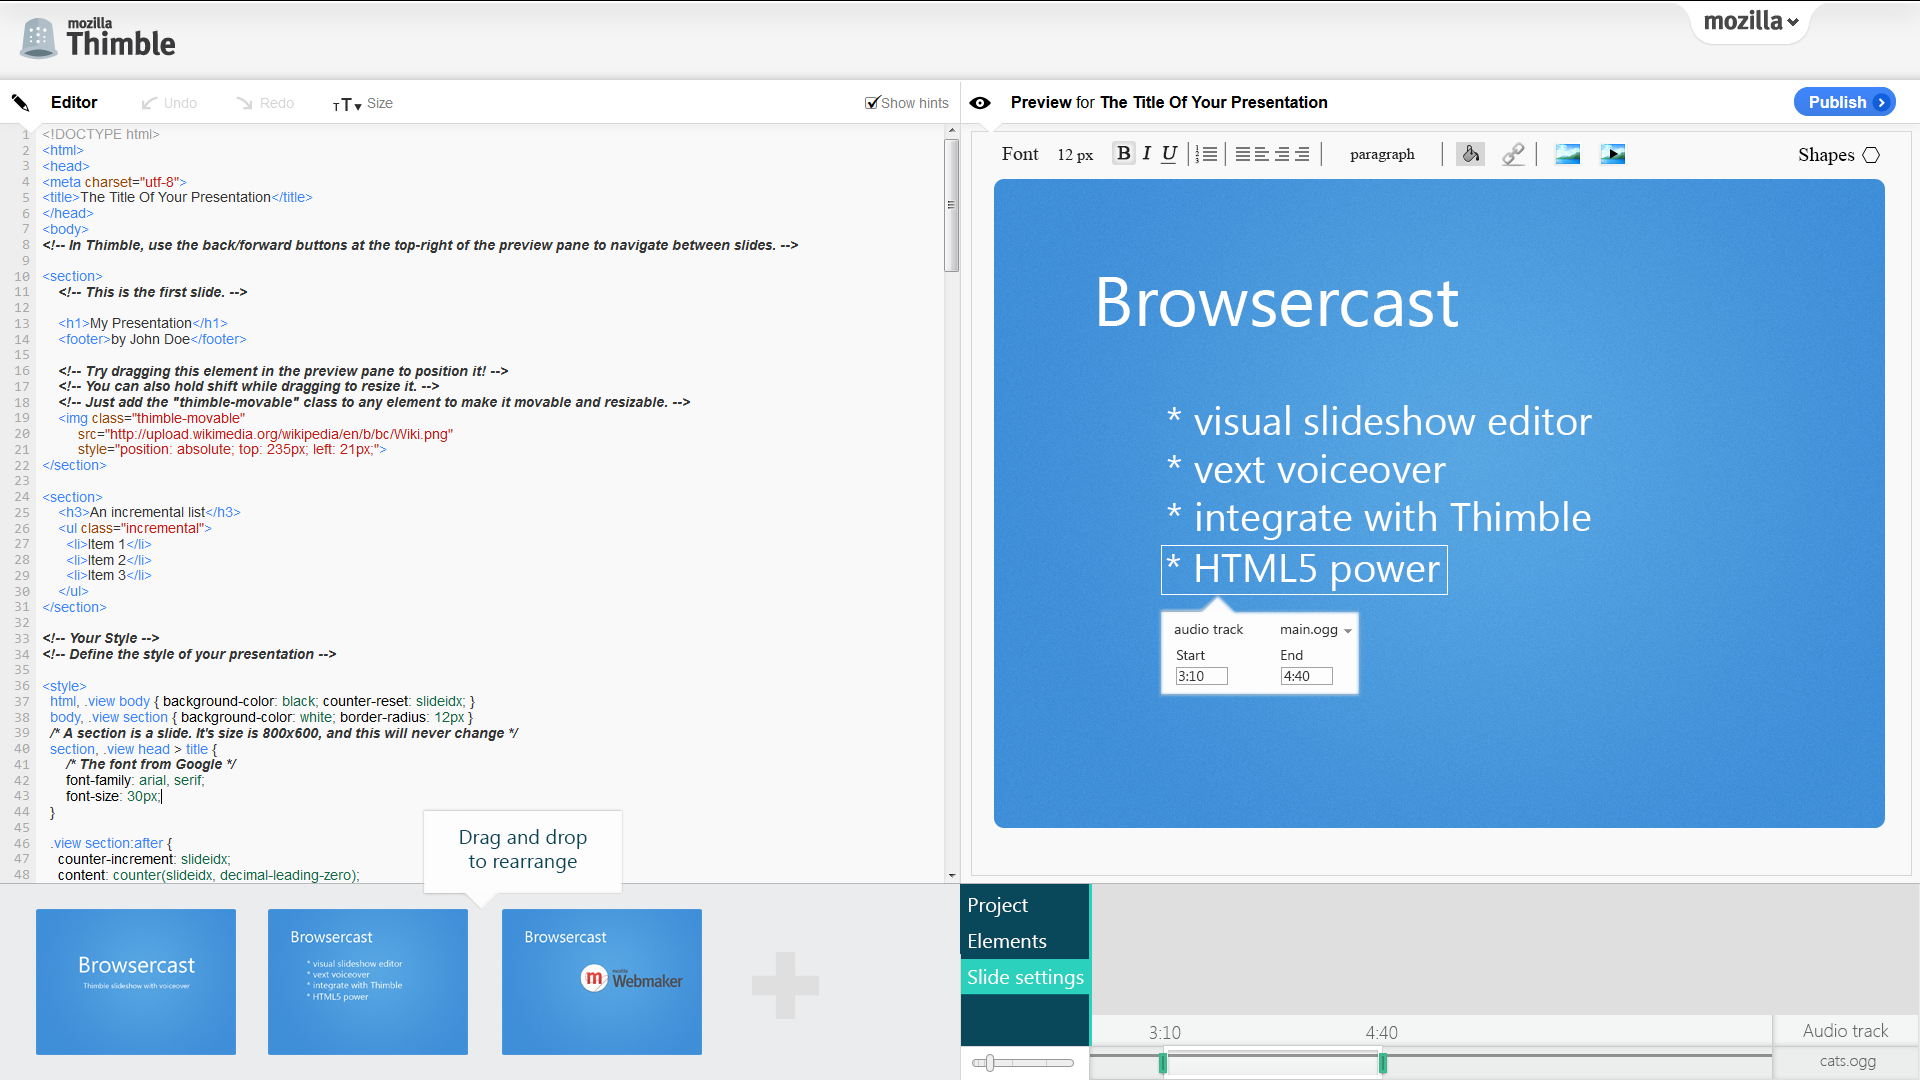 mozilla
Thimble
mozilla
Editor
Undo
Redo
TT Size
Show hints
Preview for The Title Of Your Presentation
Publish
1 <!DOCTYPE html>
2 <html>
3 <head>
4 <meta charset="utf-8">
5 <title>The Title Of Your Presentation</title>
6 </head>
7 <body>
8 <!-- In Thimble, use the back/forward buttons at the top-right of the preview pane to navigate between slides. -->
9
10 <section>
11 <!-- This is the first slide. -->
12
13 <h1>My Presentation</h1>
14 <footer>by John Doe</footer>
15
16 <!-- Try dragging this element in the preview pane to position it! -->
17 <!-- You can also hold shift while dragging to resize it. -->
18 <!-- Just add the "thimble-movable" class to any element to make it movable and resizable. -->
19 <img class="thimble-movable"
20 src="http://upload.wikimedia.org/wikipedia/en/b/bc/Wiki.png"
21 style="position: absolute; top: 235px; left: 21px;">
22 </section>
23
24 <section>
25 <h3>An incremental list</h3>
26 <ul class="incremental">
27 <li>Item 1</li>
28 <li>Item 2</li>
29 <li>Item 3</li>
30 </ul>
31 </section>
32
33 <!-- Your Style -->
34 <!-- Define the style of your presentation -->
35
36 <style>
37 html, .view body { background-color: black; counter-reset: slideidx; }
38 body, .view section { background-color: white; border-radius: 12px }
39 /* A section is a slide. It's size is 800x600, and this will never change */
40 section, .view head > title {
41 /* The font from Google */
42 font-family: arial, serif;
43 font-size: 30px;
44 }
45
46 .view section:after {
47 counter-increment: slideidx;
48 content: counter(slideidx, decimal-leading-zero);
Font
12 px
B I U
paragraph
Shapes
Browsercast
* visual slideshow editor
* vext voiceover
* integrate with Thimble
* HTML5 power
audio track
main.ogg
Start
End
3:10
4:40
Drag and drop
to rearrange
Browsercast
Thimble slideshow with voiceover
Browsercast
* visual slideshow editor
* vext voiceover
* integrate with Thimble
* HTML5 power
Browsercast
m
mozilla
Webmaker
Project
Elements
Slide settings
3:10
4:40
Audio track
cats.ogg